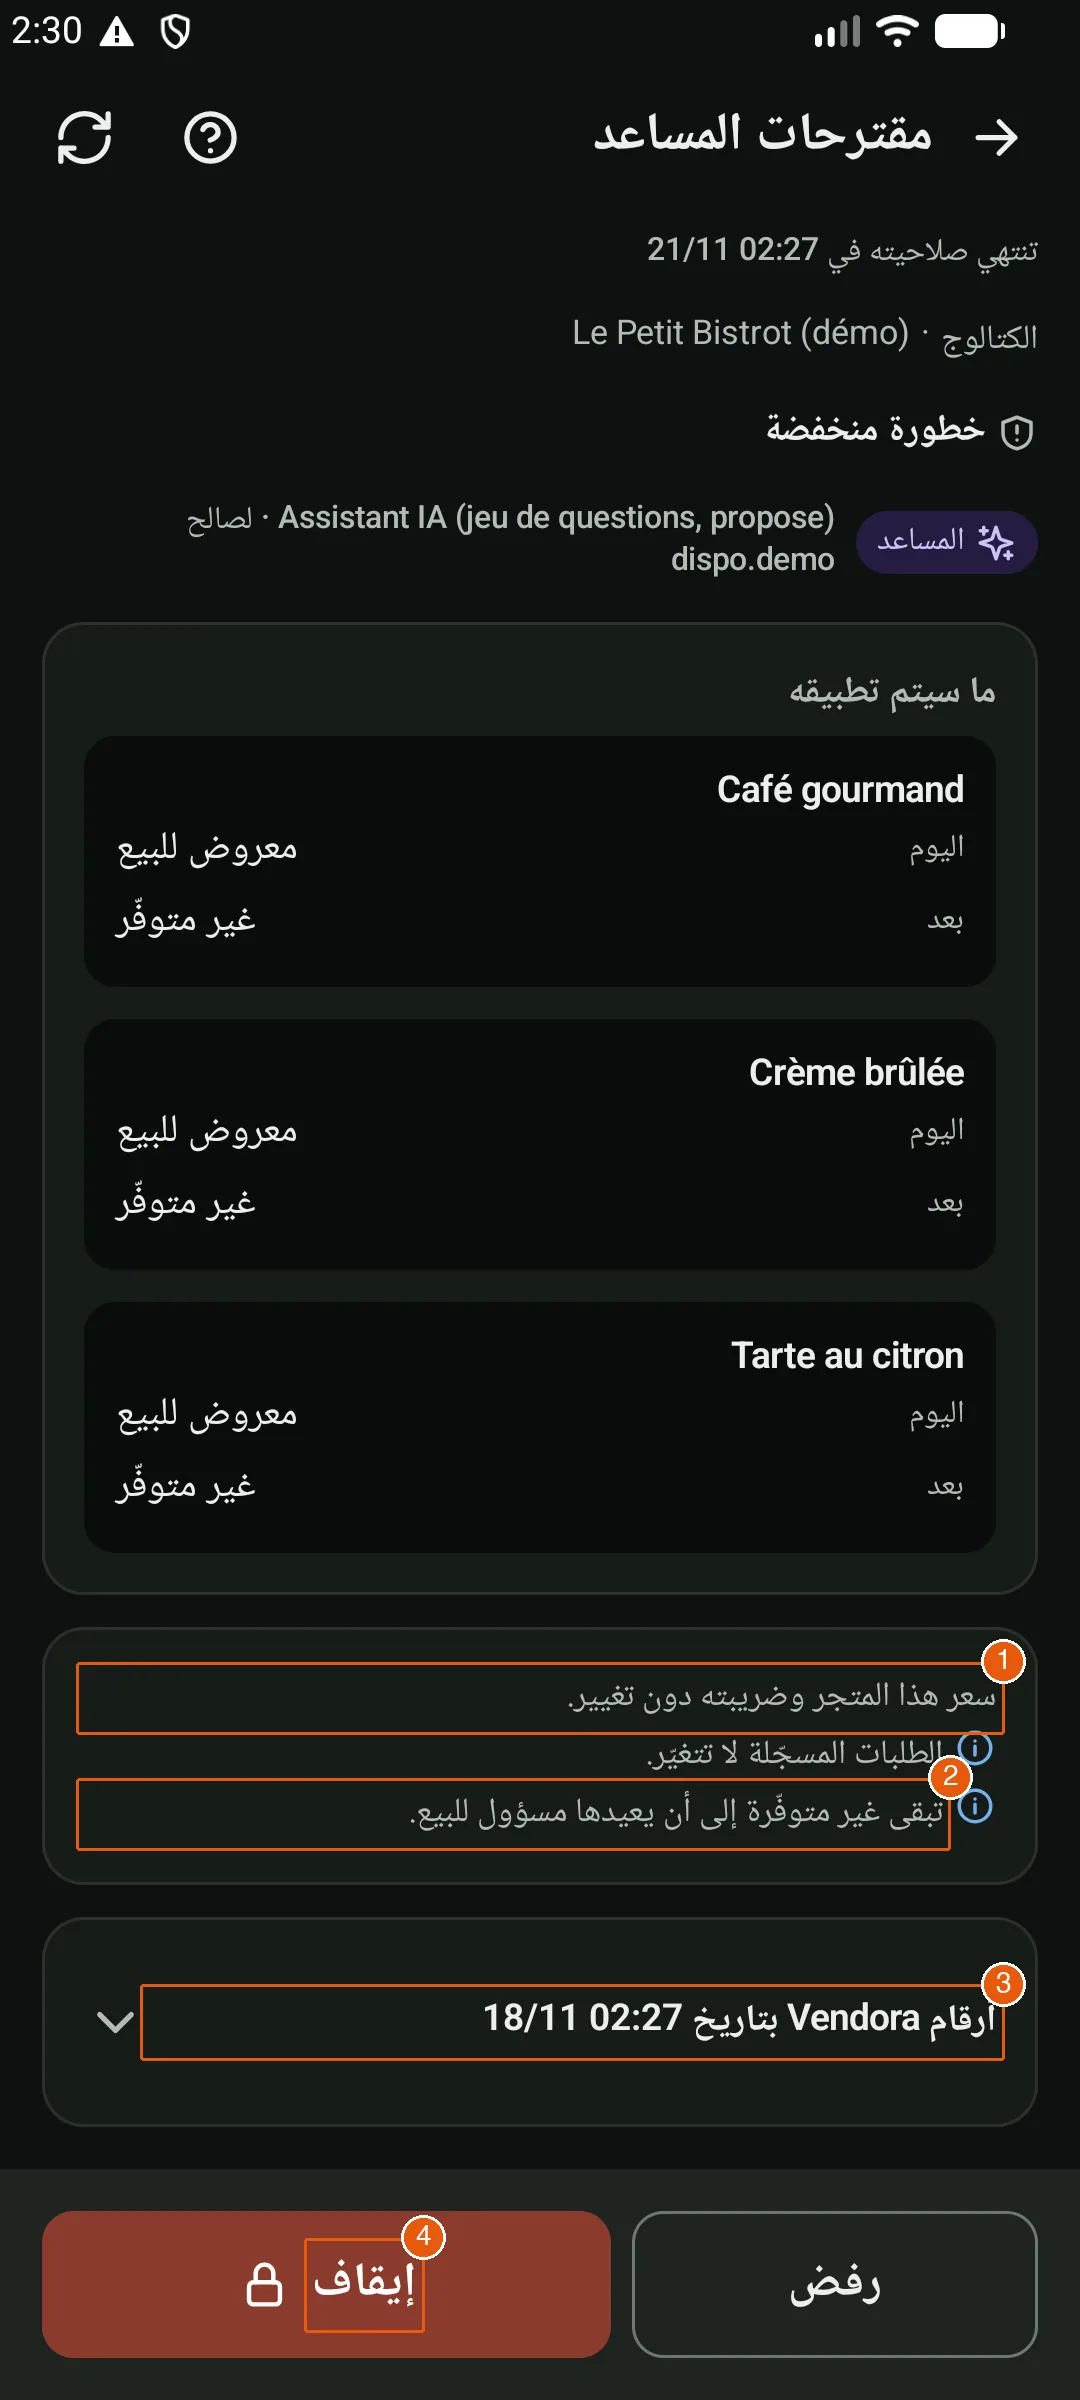 2:30
مقترحات المساعد
تنتهي صلاحيته في 21/11 02:27
الكتالوج · Le Petit Bistrot (démo)
خطورة منخفضة
المساعد
Assistant IA (jeu de questions, propose) · لصالح
dispo.demo
ما سيتم تطبيقه
Café gourmand
اليوم معروض للبيع
بعد غير متوفّر
Crème brûlée
اليوم معروض للبيع
بعد غير متوفّر
Tarte au citron
اليوم معروض للبيع
بعد غير متوفّر
1
سعر هذا المتجر وضريبته دون تغيير.
الطلبات المسجّلة لا تتغيّر.
2
تبقى غير متوفّرة إلى أن يعيدها مسؤول للبيع.
3
أرقام Vendora بتاريخ 18/11 02:27
رفض
4
إيقاف